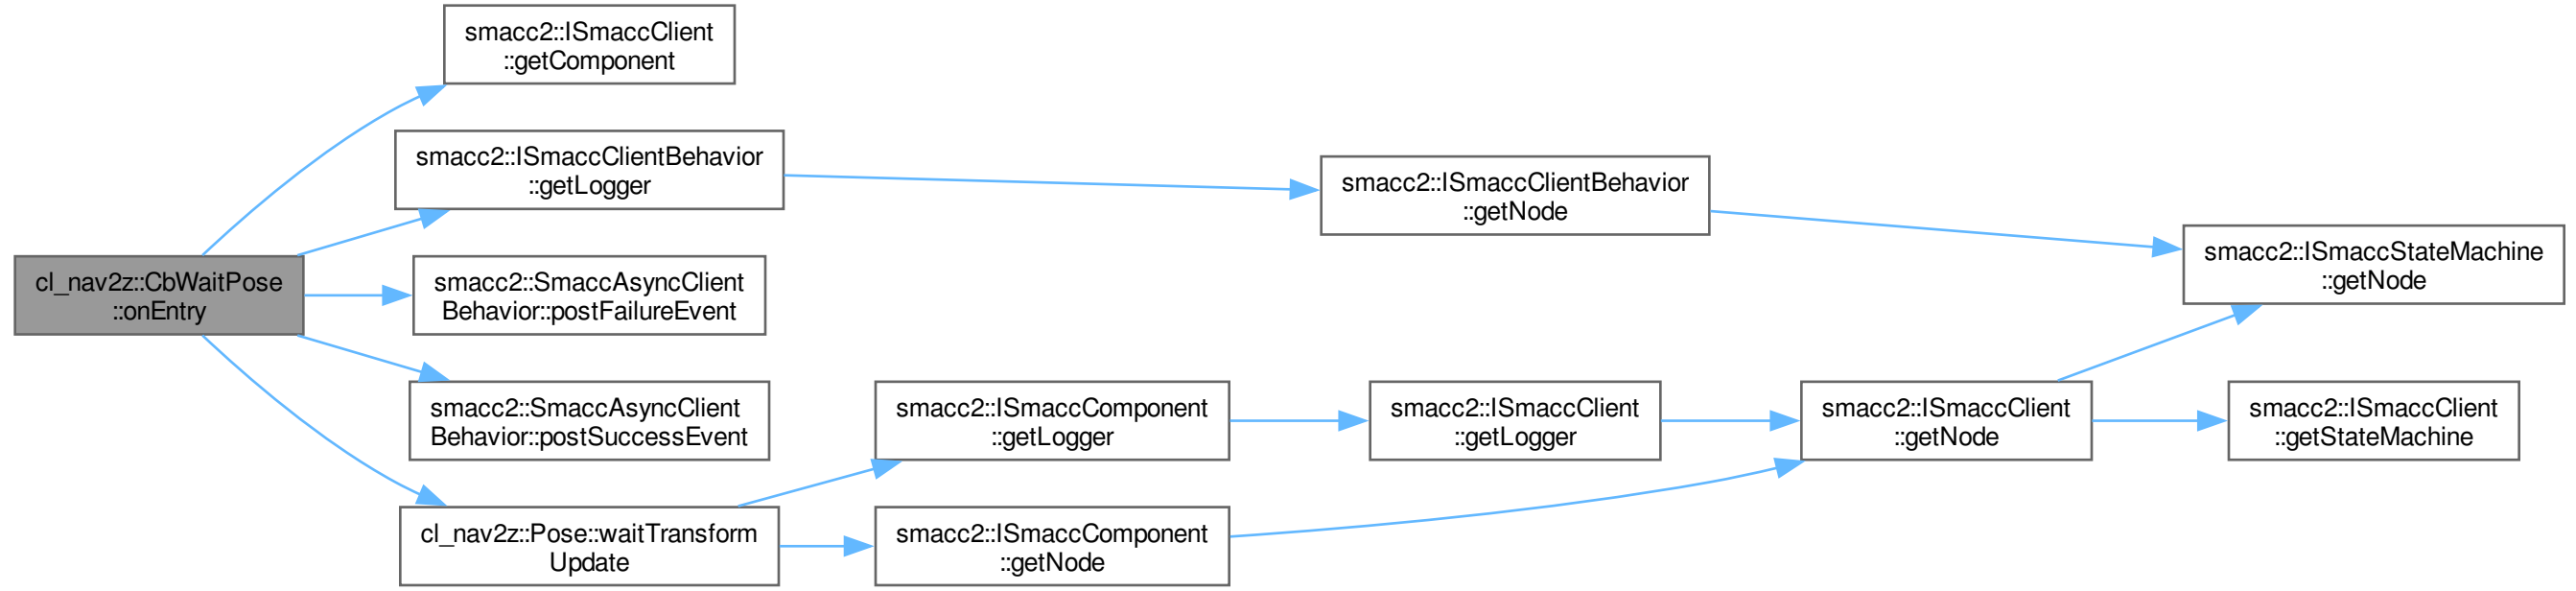 smacc2::ISmaccClient
::getComponent
smacc2::ISmaccClientBehavior
::getLogger
smacc2::ISmaccClientBehavior
::getNode
smacc2::ISmaccStateMachine
::getNode
cl_nav2z::CbWaitPose
::onEntry
smacc2::SmaccAsyncClient
Behavior::postFailureEvent
smacc2::SmaccAsyncClient
Behavior::postSuccessEvent
smacc2::ISmaccComponent
::getLogger
smacc2::ISmaccClient
::getLogger
smacc2::ISmaccClient
::getNode
smacc2::ISmaccClient
::getStateMachine
cl_nav2z::Pose::waitTransform
Update
smacc2::ISmaccComponent
::getNode